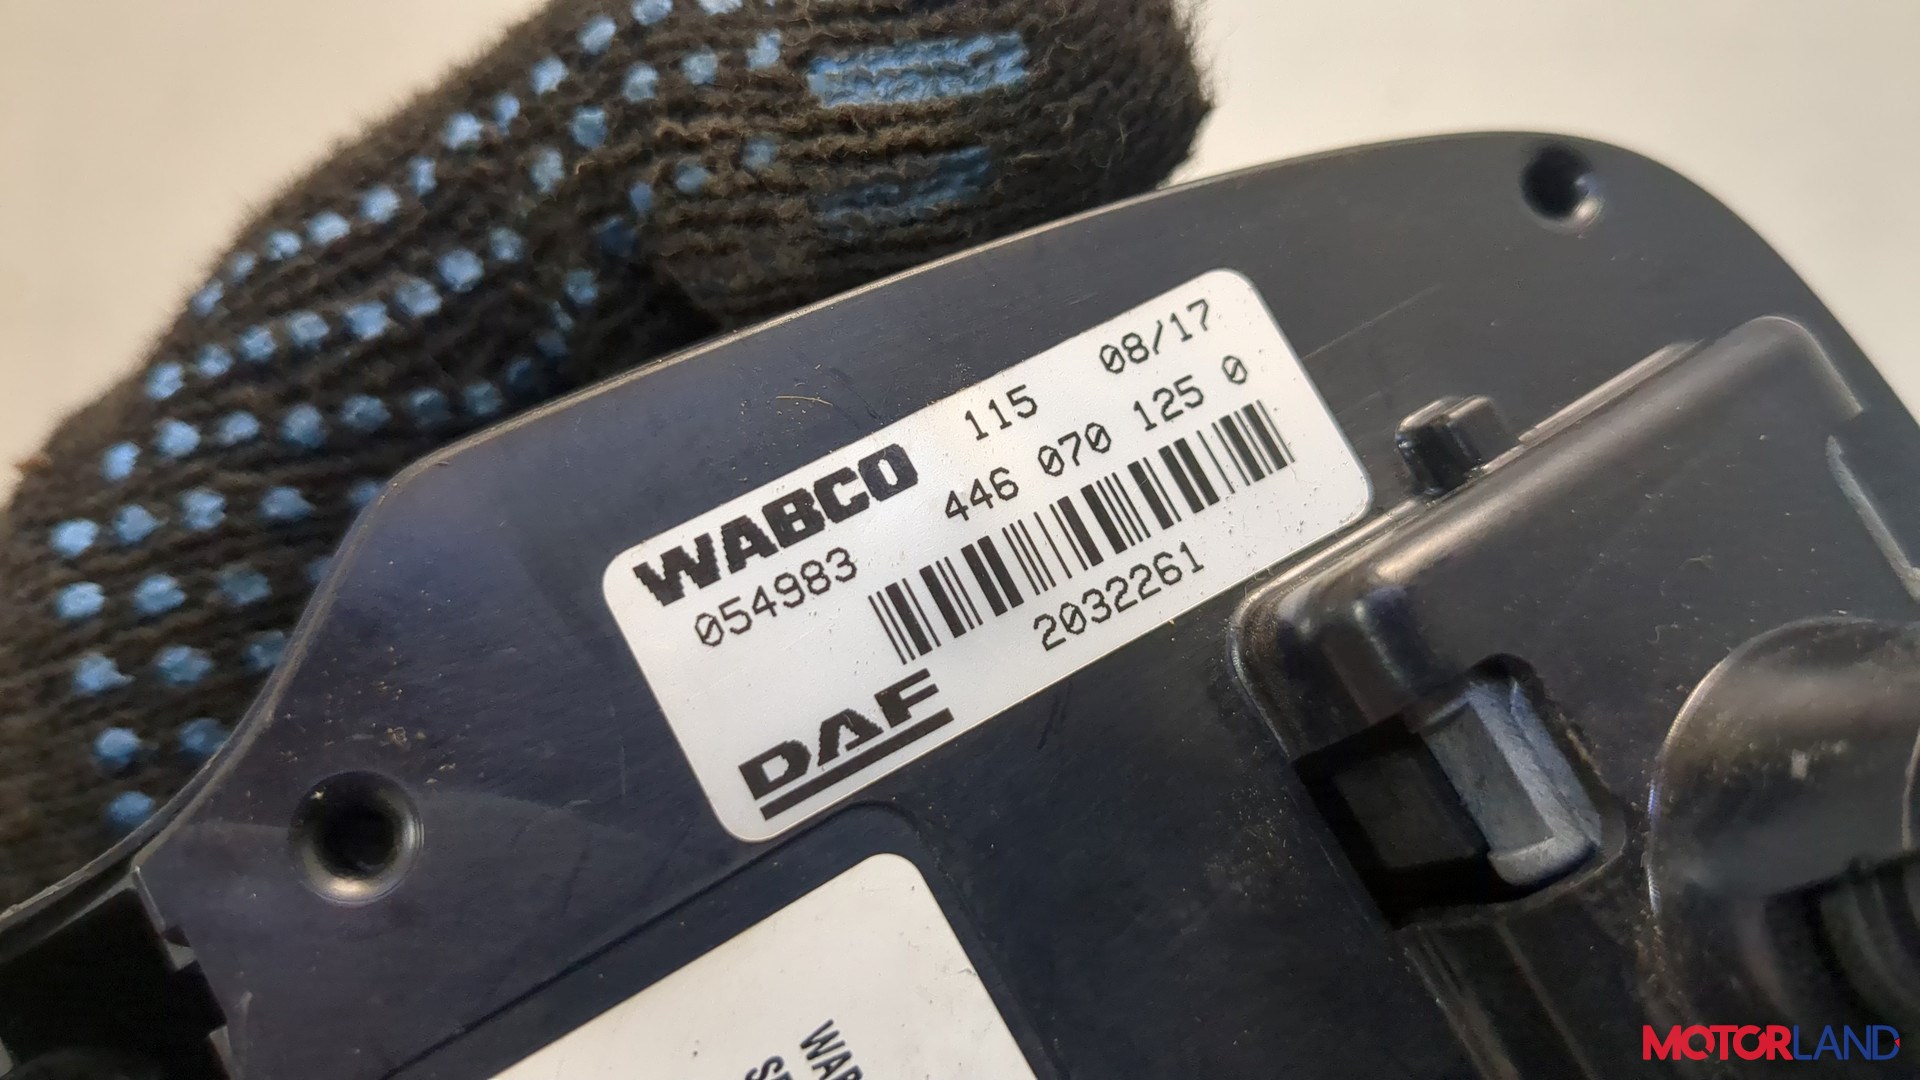 WABCO 115 08/17
054983 446 070 125 0
2032261
DAF
MOTORLAND